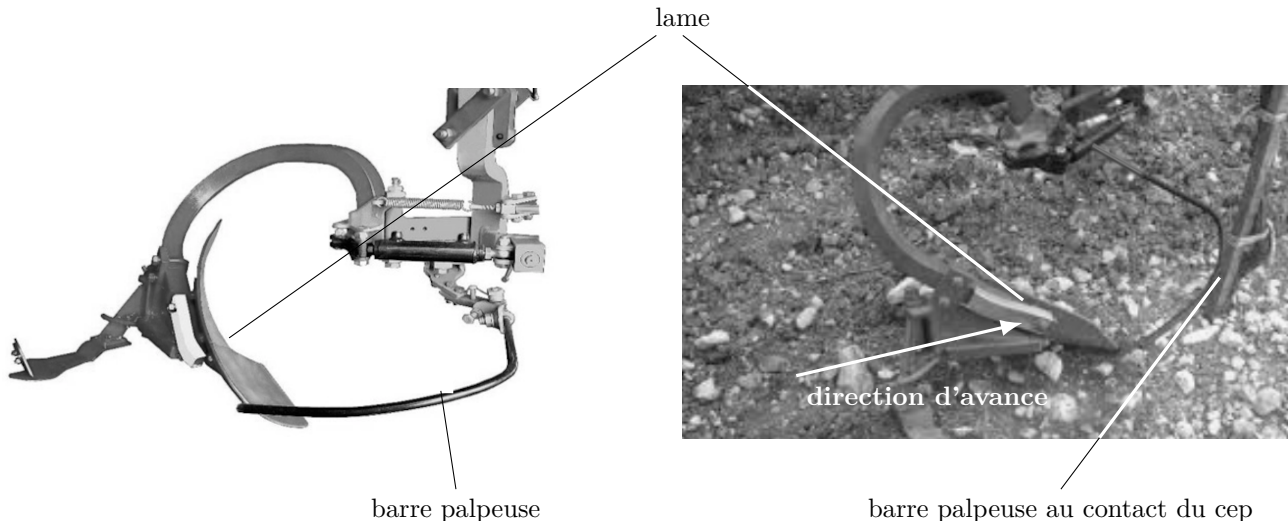 lame
direction d'avance
barre palpeuse
barre palpeuse au contact du cep